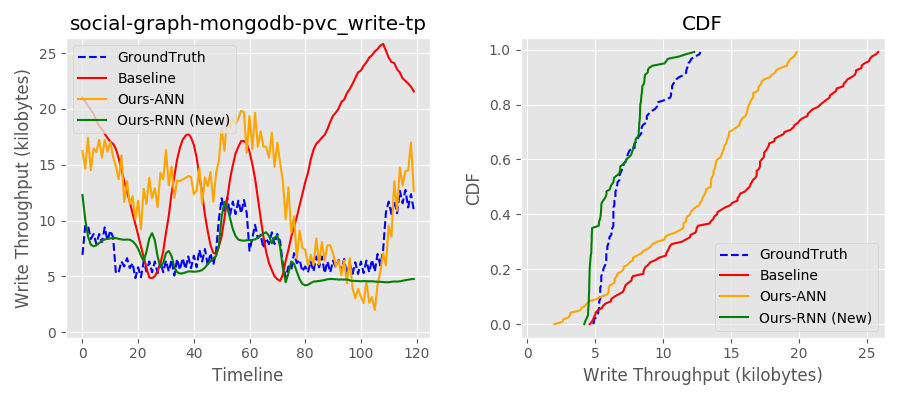 social-graph-mongodb-pvc_write-tp
Write Throughput (kilobytes)
25
20
15
10
5
0
GroundTruth
Baseline
Ours-ANN
Ours-RNN (New)
0
20
40
60
80
100
120
Timeline
CDF
CDF
1.0
0.8
0.6
0.4
0.2
0.0
GroundTruth
Baseline
Ours-ANN
Ours-RNN (New)
0
5
10
15
20
25
Write Throughput (kilobytes)